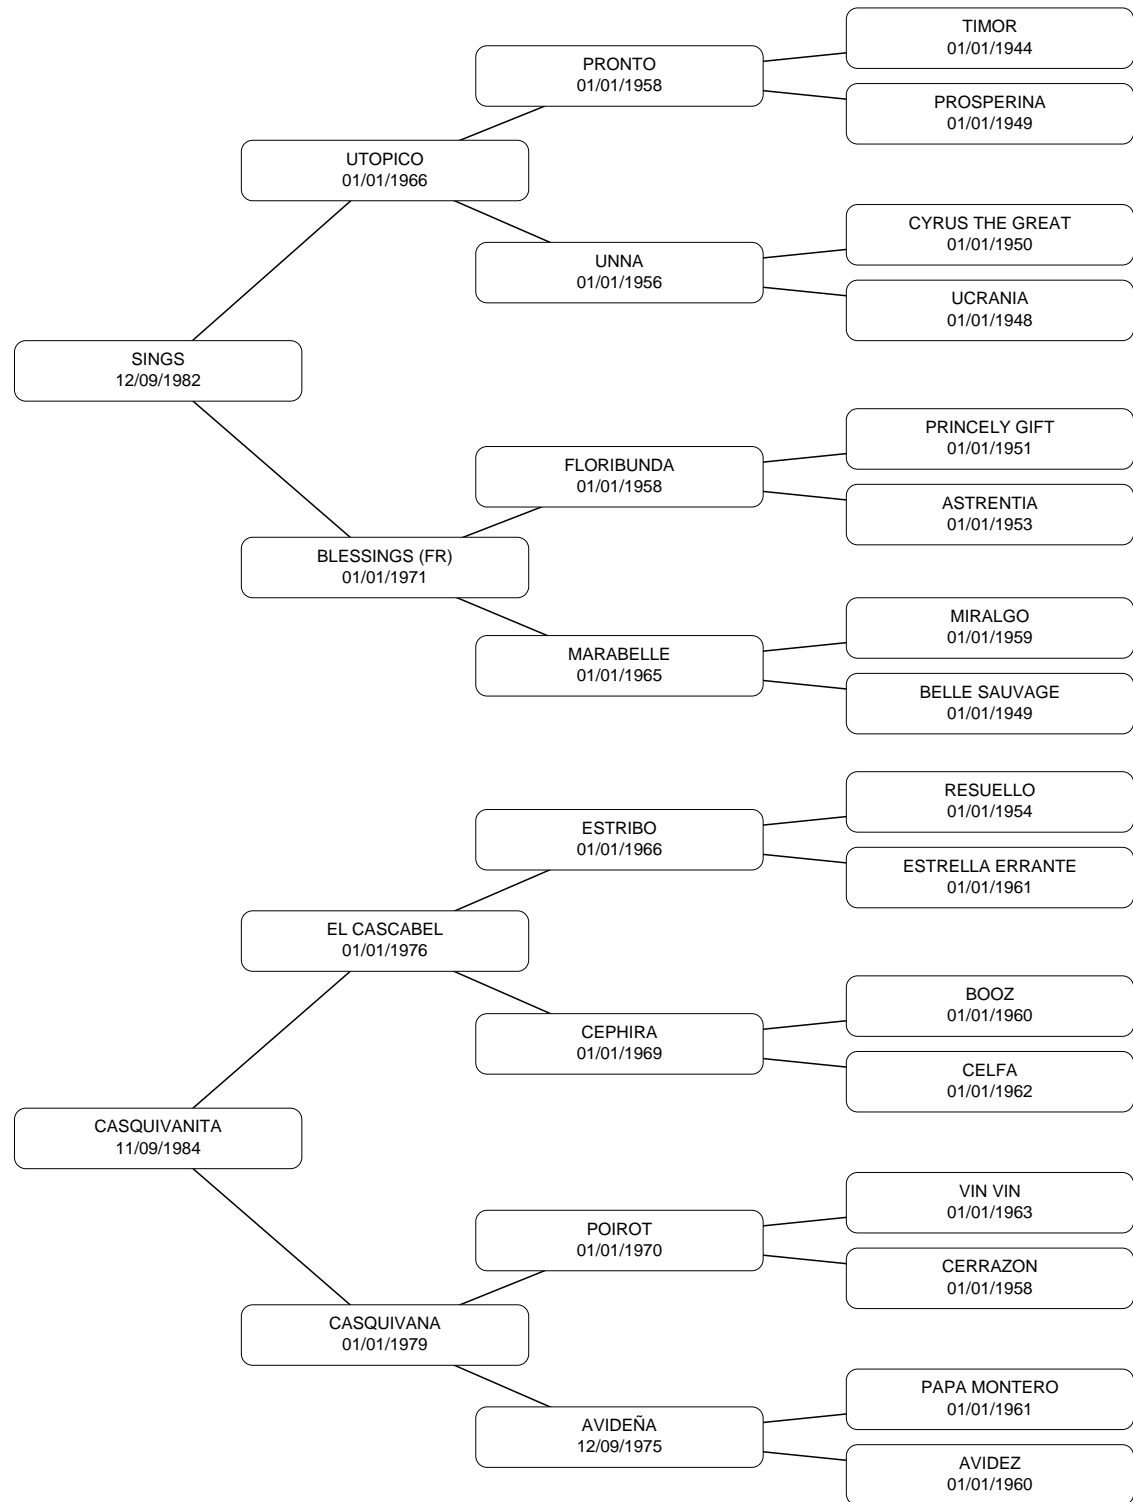 TIMOR
01/01/1944
PRONTO
01/01/1958
PROSPERINA
01/01/1949
UTOPICO
01/01/1966
CYRUS THE GREAT
01/01/1950
UNNA
01/01/1956
UCRANIA
01/01/1948
SINGS
12/09/1982
PRINCELY GIFT
01/01/1951
FLORIBUNDA
01/01/1958
ASTRENTIA
01/01/1953
BLESSINGS (FR)
01/01/1971
MIRALGO
01/01/1959
MARABELLE
01/01/1965
BELLE SAUVAGE
01/01/1949
RESUELLO
01/01/1954
ESTRIBO
01/01/1966
ESTRELLA ERRANTE
01/01/1961
EL CASCABEL
01/01/1976
BOOZ
01/01/1960
CEPHIRA
01/01/1969
CELFA
01/01/1962
CASQUIVANITA
11/09/1984
VIN VIN
01/01/1963
POIROT
01/01/1970
CERRAZON
01/01/1958
CASQUIVANA
01/01/1979
PAPA MONTERO
01/01/1961
AVIDEÑA
12/09/1975
AVIDEZ
01/01/1960